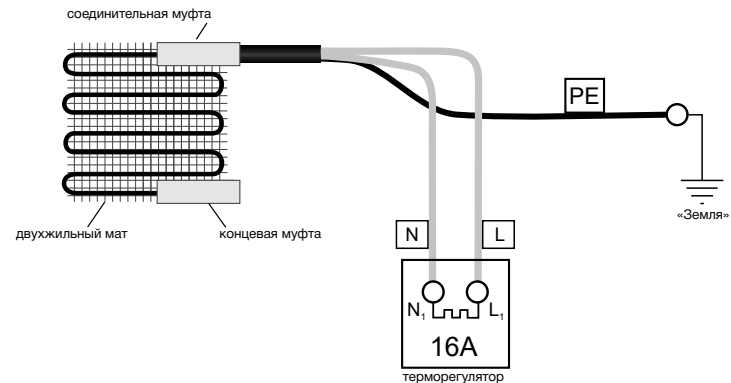 соединительная муфта
PE
«Земля»
двухжильный мат
концевая муфта
N
L
N₁
L₁
16A
терморегулятор